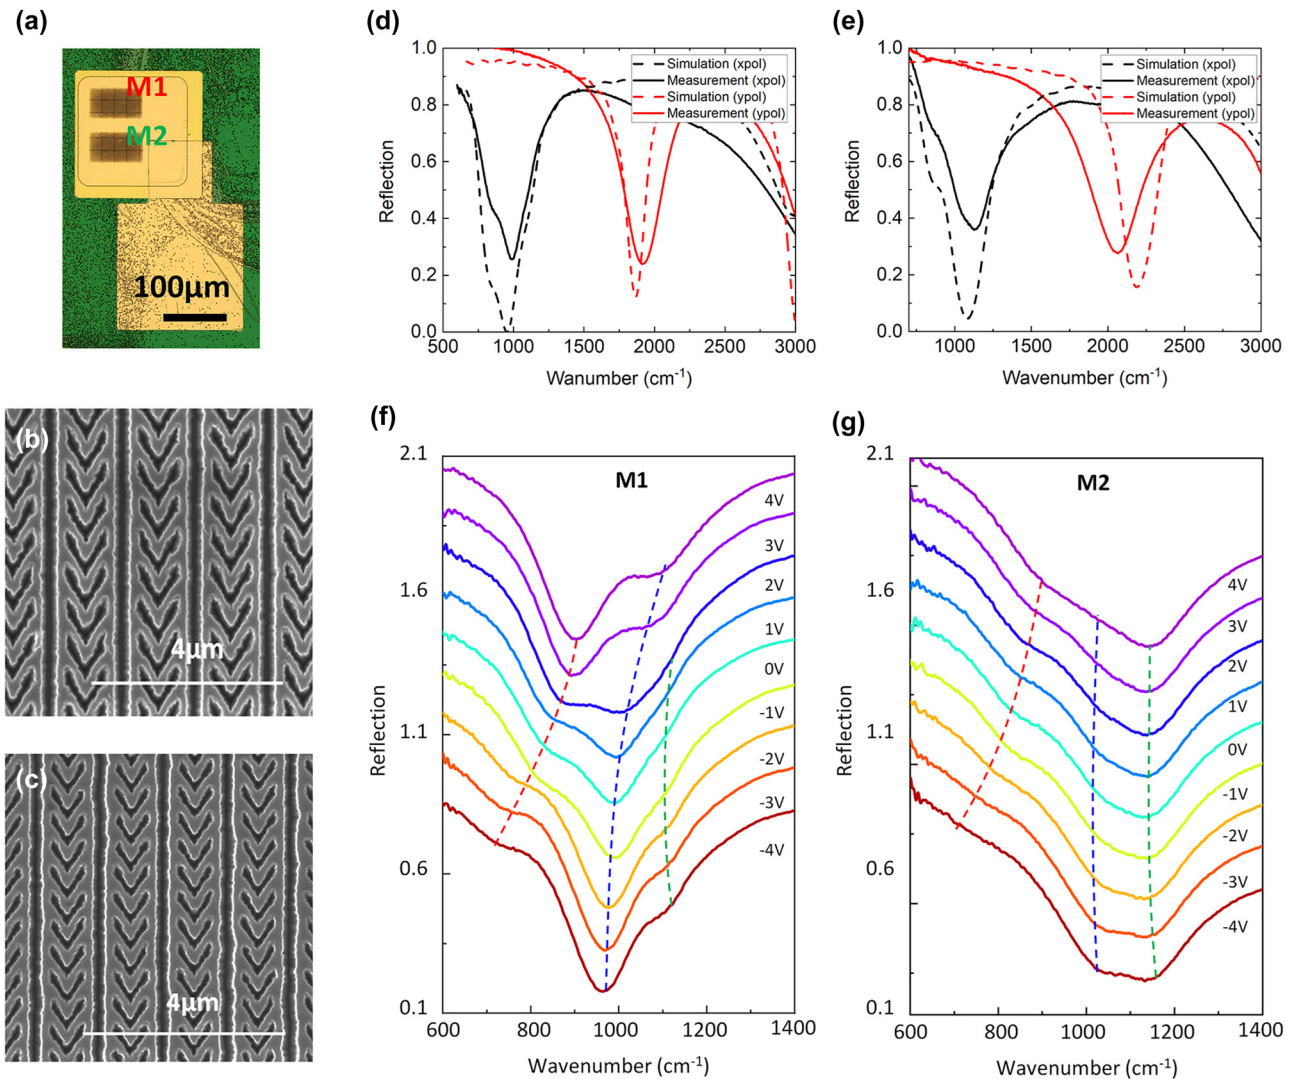 (a)
M1
M2
100μm
(b)
4μm
(c)
4μm
(d)
1.0
0.8
0.6
0.4
0.2
0.0
Reflection
Simulation (xpol)
Measurement (xpol)
Simulation (ypol)
Measurement (ypol)
500 1000 1500 2000 2500 3000
Wanumber (cm⁻¹)
(e)
1.0
0.8
0.6
0.4
0.2
0.0
Reflection
Simulation (xpol)
Measurement (xpol)
Simulation (ypol)
Measurement (ypol)
1000 1500 2000 2500 3000
Wavenumber (cm⁻¹)
(f)
2.1
1.6
1.1
0.6
0.1
Reflection
M1
4V
3V
2V
1V
0V
-1V
-2V
-3V
-4V
600 800 1000 1200 1400
Wavenumber (cm⁻¹)
(g)
2.1
1.6
1.1
0.6
0.1
Reflection
M2
4V
3V
2V
1V
0V
-1V
-2V
-3V
-4V
600 800 1000 1200 1400
Wavenumber (cm⁻¹)